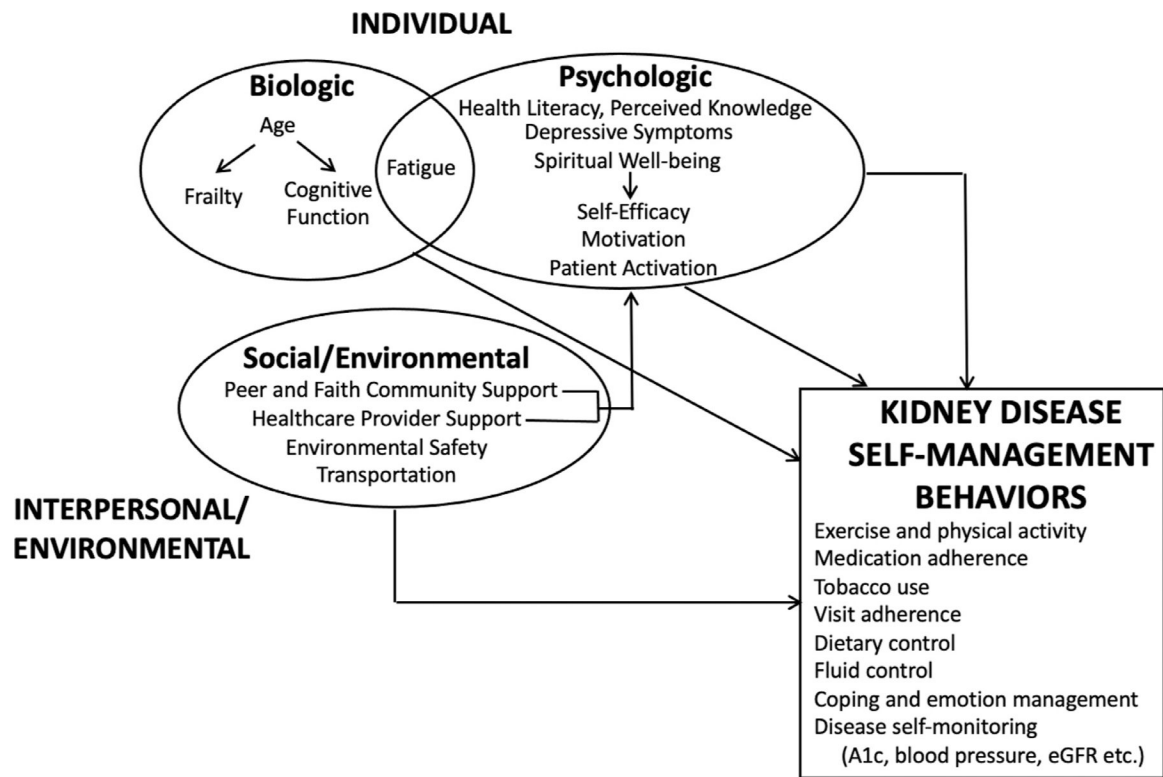 INDIVIDUAL
Biologic
Age
Frailty
Cognitive
Function
Fatigue
Psychologic
Health Literacy, Perceived Knowledge
Depressive Symptoms
Spiritual Well-being
Self-Efficacy
Motivation
Patient Activation
Social/Environmental
Peer and Faith Community Support
Healthcare Provider Support
Environmental Safety
Transportation
INTERPERSONAL/
ENVIRONMENTAL
KIDNEY DISEASE
SELF-MANAGEMENT
BEHAVIORS
Exercise and physical activity
Medication adherence
Tobacco use
Visit adherence
Dietary control
Fluid control
Coping and emotion management
Disease self-monitoring
(A1c, blood pressure, eGFR etc.)